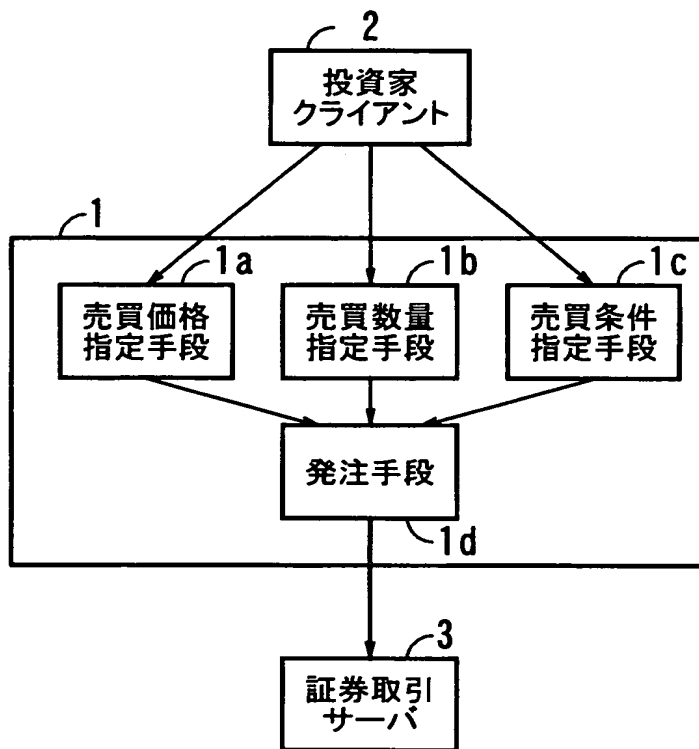 2
投資家
クライアント
1
1a
1b
1c
売買価格
指定手段
売買数量
指定手段
売買条件
指定手段
発注手段
1d
3
証券取引
サーバ